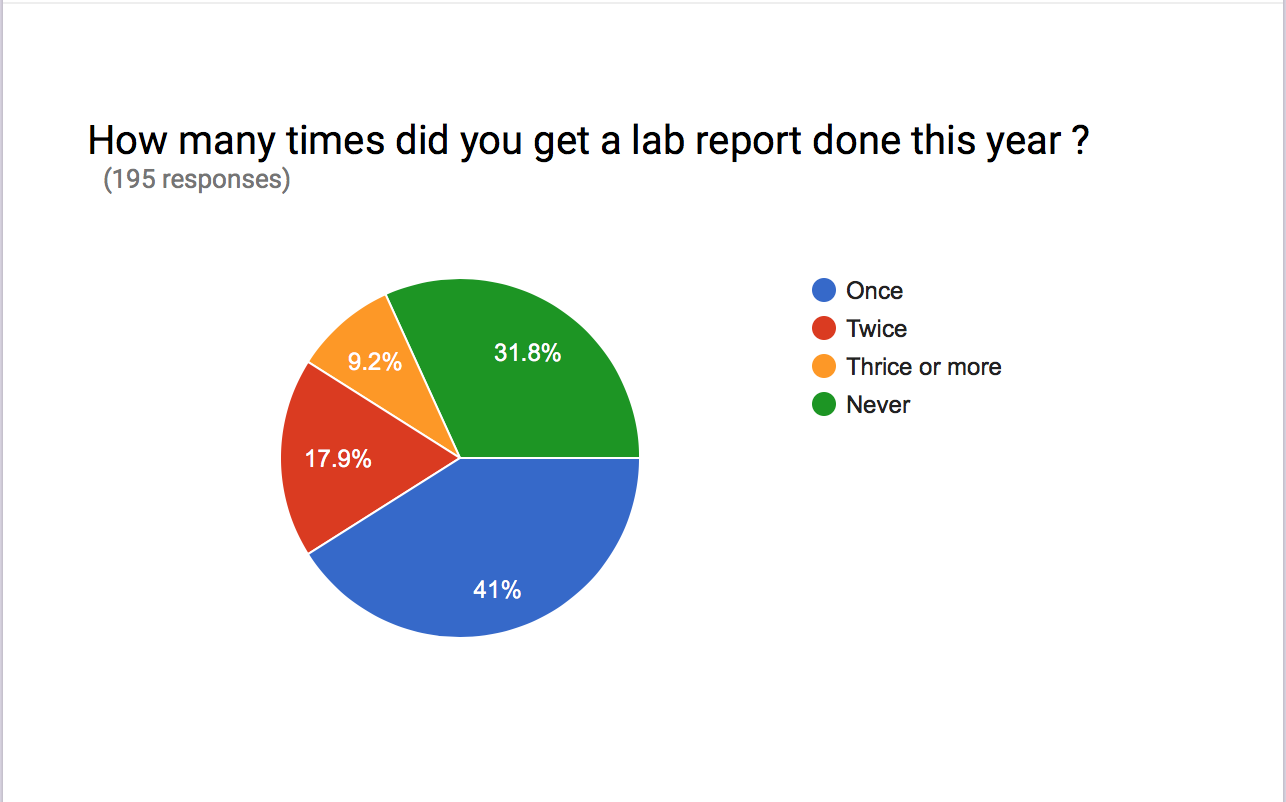 How many times did you get a lab report done this year ?
(195 responses)
Once
Twice
Thrice or more
Never
31.8%
9.2%
17.9%
41%